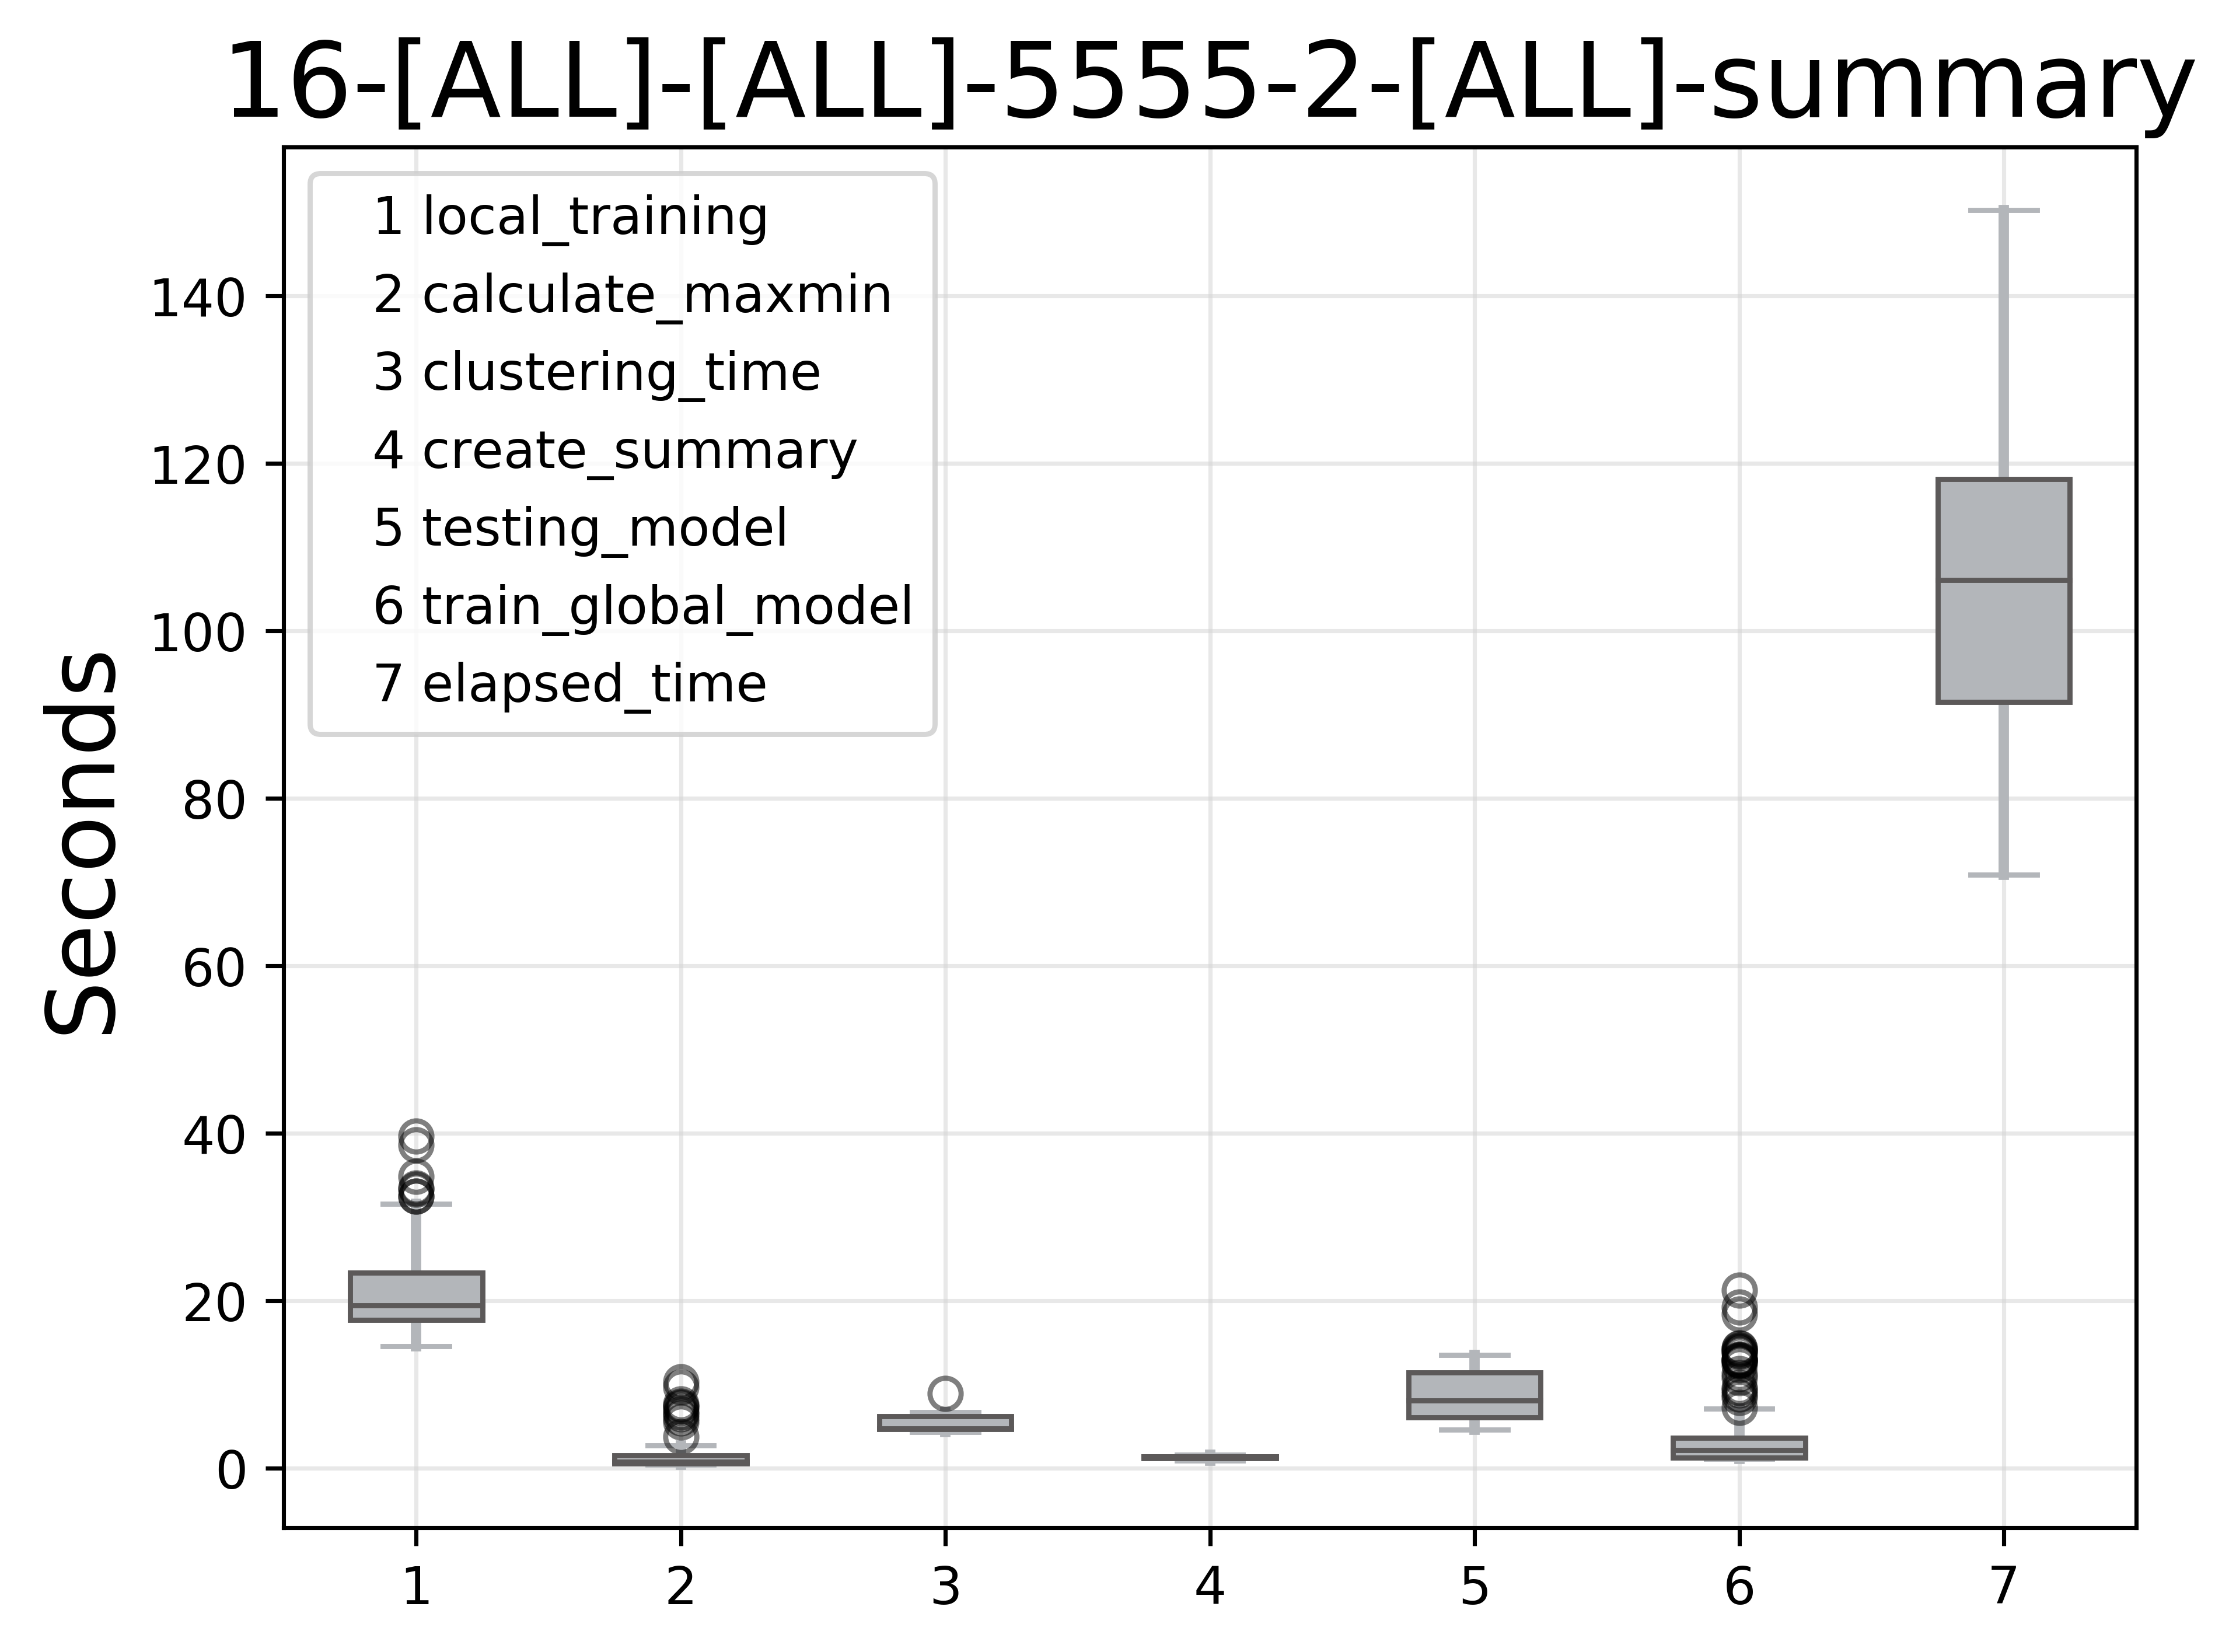 16-[ALL]-[ALL]-5555-2-[ALL]-summary
1 local_training
2 calculate_maxmin
3 clustering_time
4 create_summary
5 testing_model
6 train_global_model
7 elapsed_time
Seconds
140
120
100
80
60
40
20
0
1 2 3 4 5 6 7